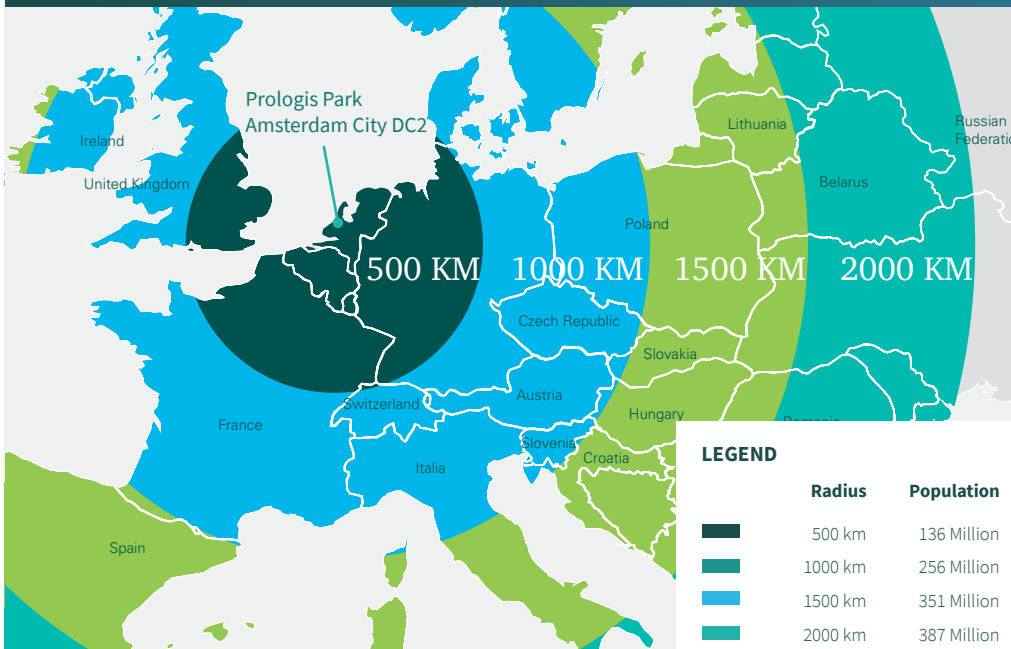 Prologis Park
Amsterdam City DC2
Ireland
United Kingdom
Lithuania
Russian
Belarus
Poland
500 KM
1000 KM
1500 KM
2000 KM
Czech Republic
Slovakia
Austria
Switzerland
Hungary
France
Slovenia
Croatia
Italia
Spain
LEGEND
Radius Population
500 km 136 Million
1000 km 256 Million
1500 km 351 Million
2000 km 387 Million